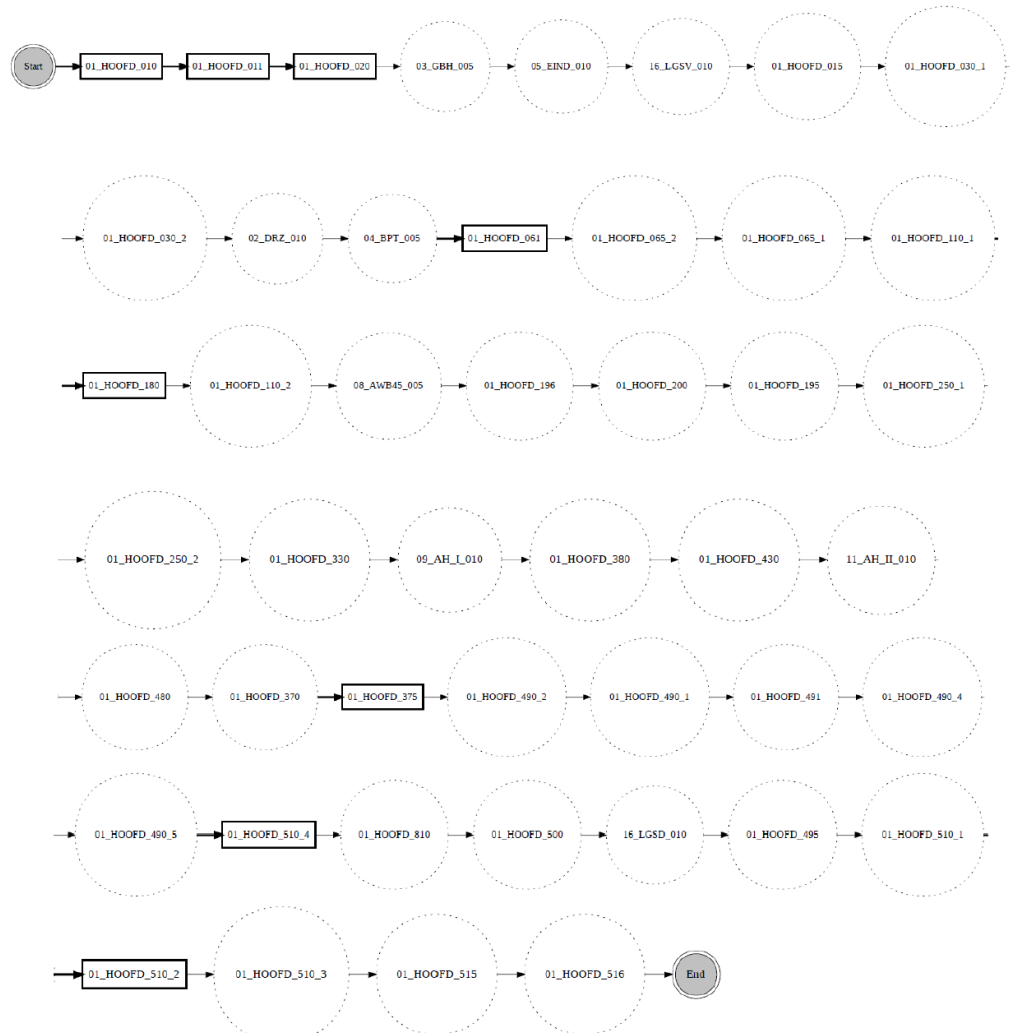 Start 01_HOOFD_010 01_HOOFD_011 01_HOOFD_020 03_GBH_005 05_EIND_010 16_LGSV_010 01_HOOFD_015 01_HOOFD_030_1
01_HOOFD_030_2 02_DRZ_010 04_BPT_005 01_HOOFD_061 01_HOOFD_065_2 01_HOOFD_065_1 01_HOOFD_110_1
01_HOOFD_180 01_HOOFD_110_2 08_AWB45_005 01_HOOFD_196 01_HOOFD_200 01_HOOFD_195 01_HOOFD_250_1
01_HOOFD_250_2 01_HOOFD_330 09_AH_I_010 01_HOOFD_380 01_HOOFD_430 11_AH_II_010
01_HOOFD_480 01_HOOFD_370 01_HOOFD_375 01_HOOFD_490_2 01_HOOFD_490_1 01_HOOFD_491 01_HOOFD_490_4
01_HOOFD_490_5 01_HOOFD_510_4 01_HOOFD_810 01_HOOFD_500 16_LGSD_010 01_HOOFD_495 01_HOOFD_510_1
01_HOOFD_510_2 01_HOOFD_510_3 01_HOOFD_515 01_HOOFD_516 End